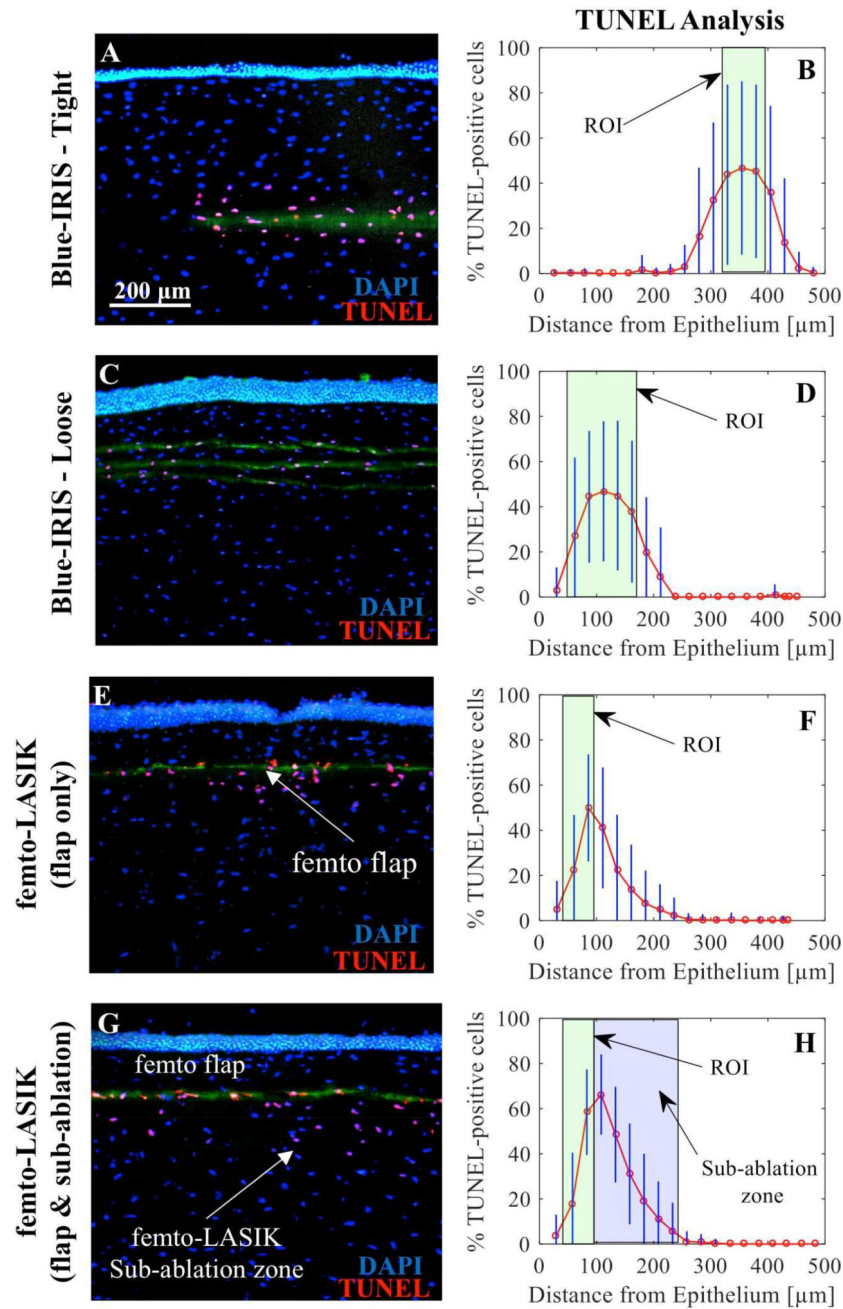 TUNEL Analysis
Blue-IRIS - Tight
A
200 µm
DAPI
TUNEL
B
ROI
% TUNEL-positive cells
100
80
60
40
20
0
0 100 200 300 400 500
Distance from Epithelium [µm]
Blue-IRIS - Loose
C
DAPI
TUNEL
D
ROI
% TUNEL-positive cells
100
80
60
40
20
0
0 100 200 300 400 500
Distance from Epithelium [µm]
femto-LASIK
(flap only)
E
femto flap
DAPI
TUNEL
F
ROI
% TUNEL-positive cells
100
80
60
40
20
0
0 100 200 300 400 500
Distance from Epithelium [µm]
femto-LASIK
(flap & sub-ablation)
G
femto flap
femto-LASIK
Sub-ablation zone
DAPI
TUNEL
H
ROI
Sub-ablation
zone
% TUNEL-positive cells
100
80
60
40
20
0
0 100 200 300 400 500
Distance from Epithelium [µm]